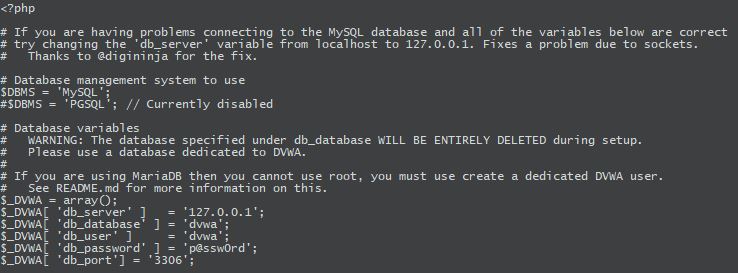 <?php
# If you are having problems connecting to the MySQL database and all of the variables below are correct
# try changing the 'db_server' variable from localhost to 127.0.0.1. Fixes a problem due to sockets.
#   Thanks to @digininja for the fix.
# Database management system to use
$DBMS = 'MySQL';
#$DBMS = 'PGSQL'; // Currently disabled
# Database variables
#   WARNING: The database specified under db_database WILL BE ENTIRELY DELETED during setup.
#   Please use a database dedicated to DVWA.
#
# If you are using MariaDB then you cannot use root, you must use create a dedicated DVWA user.
#   See README.md for more information on this.
$_DVWA = array();
$_DVWA[ 'db_server' ]   = '127.0.0.1';
$_DVWA[ 'db_database' ] = 'dvwa';
$_DVWA[ 'db_user' ]     = 'dvwa';
$_DVWA[ 'db_password' ] = 'p@ssw0rd';
$_DVWA[ 'db_port'] = '3306';